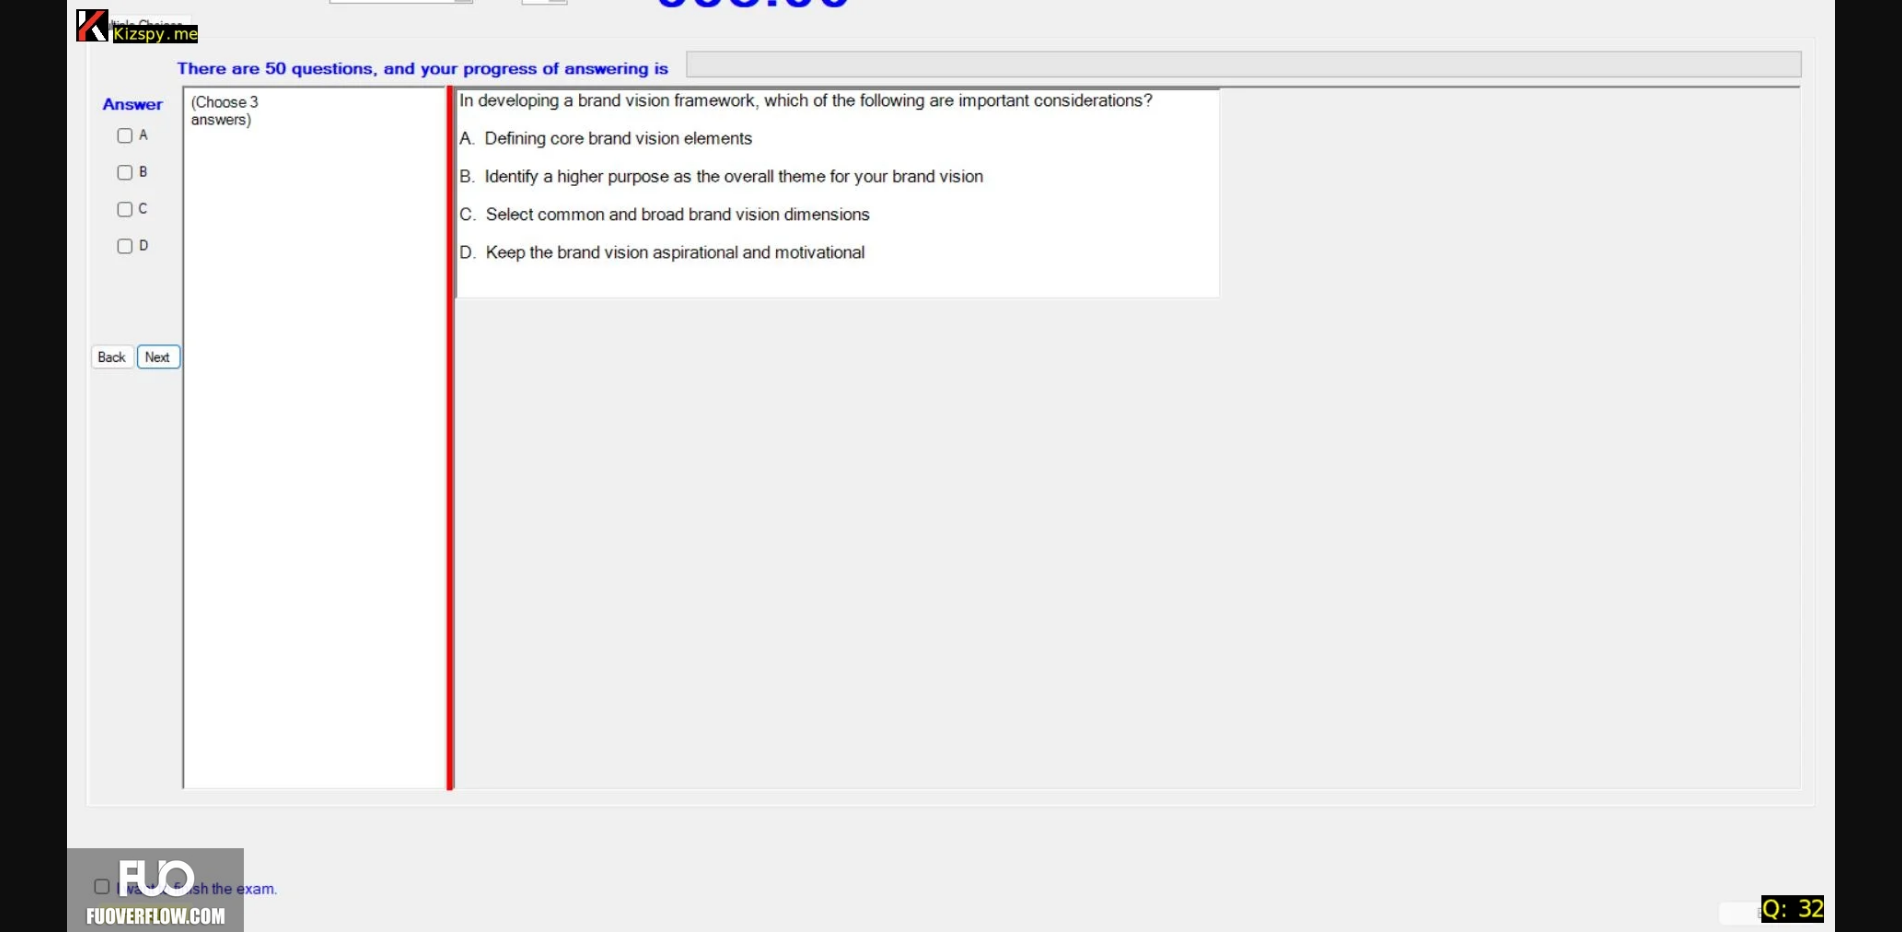 Kizspy.me
There are 50 questions, and your progress of answering is
Answer
(Choose 3
answers)
A
B
C
D
Back
Next
In developing a brand vision framework, which of the following are important considerations?
A. Defining core brand vision elements
B. Identify a higher purpose as the overall theme for your brand vision
C. Select common and broad brand vision dimensions
D. Keep the brand vision aspirational and motivational
FUO
the exam.
FUOVERFLOW.COM
Q: 32